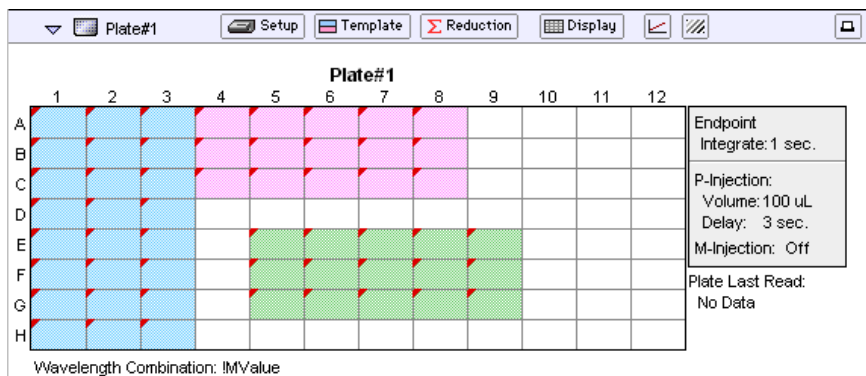 Plate#1 Setup Template Σ Reduction Display
Plate#1
1 2 3 4 5 6 7 8 9 10 11 12
A
B
C
D
E
F
G
H
Endpoint
Integrate: 1 sec.
P-Injection:
Volume: 100 uL
Delay: 3 sec.
M-Injection: Off
Plate Last Read:
No Data
Wavelength Combination: !MValue